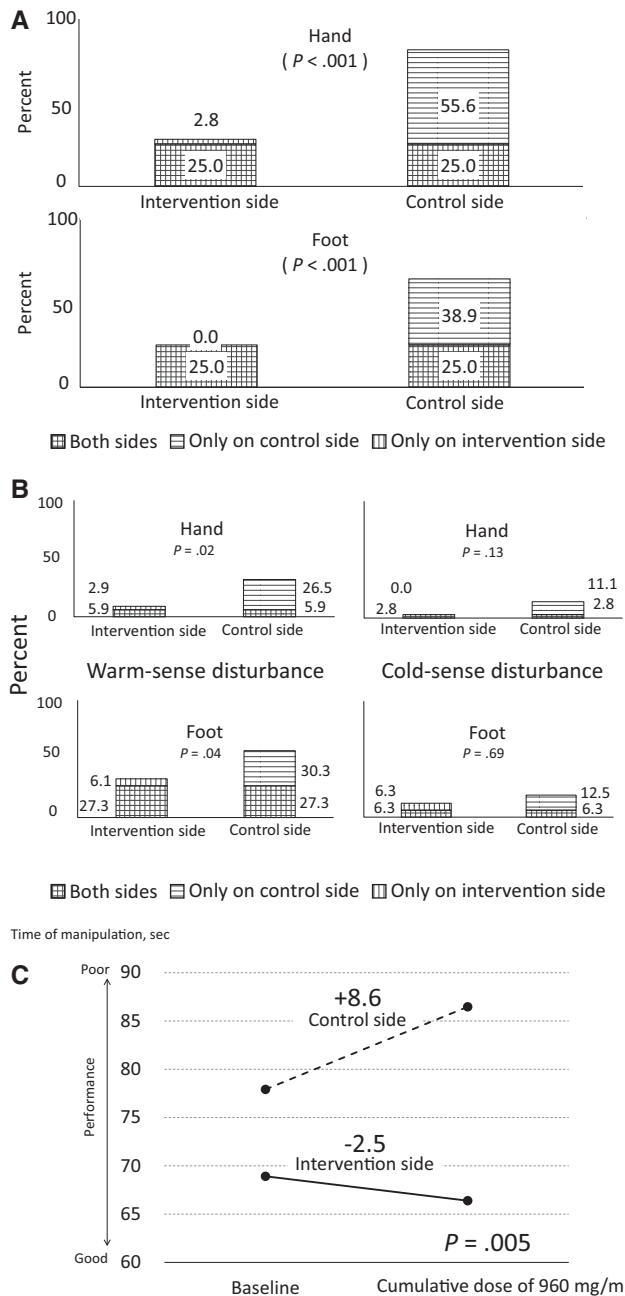 A
100
Hand
( P < .001 )
Percent
50
2.8
55.6
25.0
25.0
0
Intervention side
Control side
100
Foot
( P < .001 )
Percent
50
0.0
38.9
25.0
25.0
0
Intervention side
Control side
Both sides Only on control side Only on intervention side
B
100
Hand
P = .02
50
2.9
26.5
5.9
5.9
0
Intervention side Control side
Hand
P = .13
0.0
11.1
2.8
2.8
Intervention side Control side
Percent
Warm-sense disturbance
Cold-sense disturbance
100
Foot
P = .04
50
6.1
30.3
27.3
27.3
0
Intervention side Control side
Foot
P = .69
6.3
12.5
6.3
6.3
Intervention side Control side
Both sides Only on control side Only on intervention side
Time of manipulation, sec
C
Poor
90
+8.6
Control side
85
80
Performance
75
-2.5
Intervention side
70
65
P = .005
Good
60
Baseline
Cumulative dose of 960 mg/m